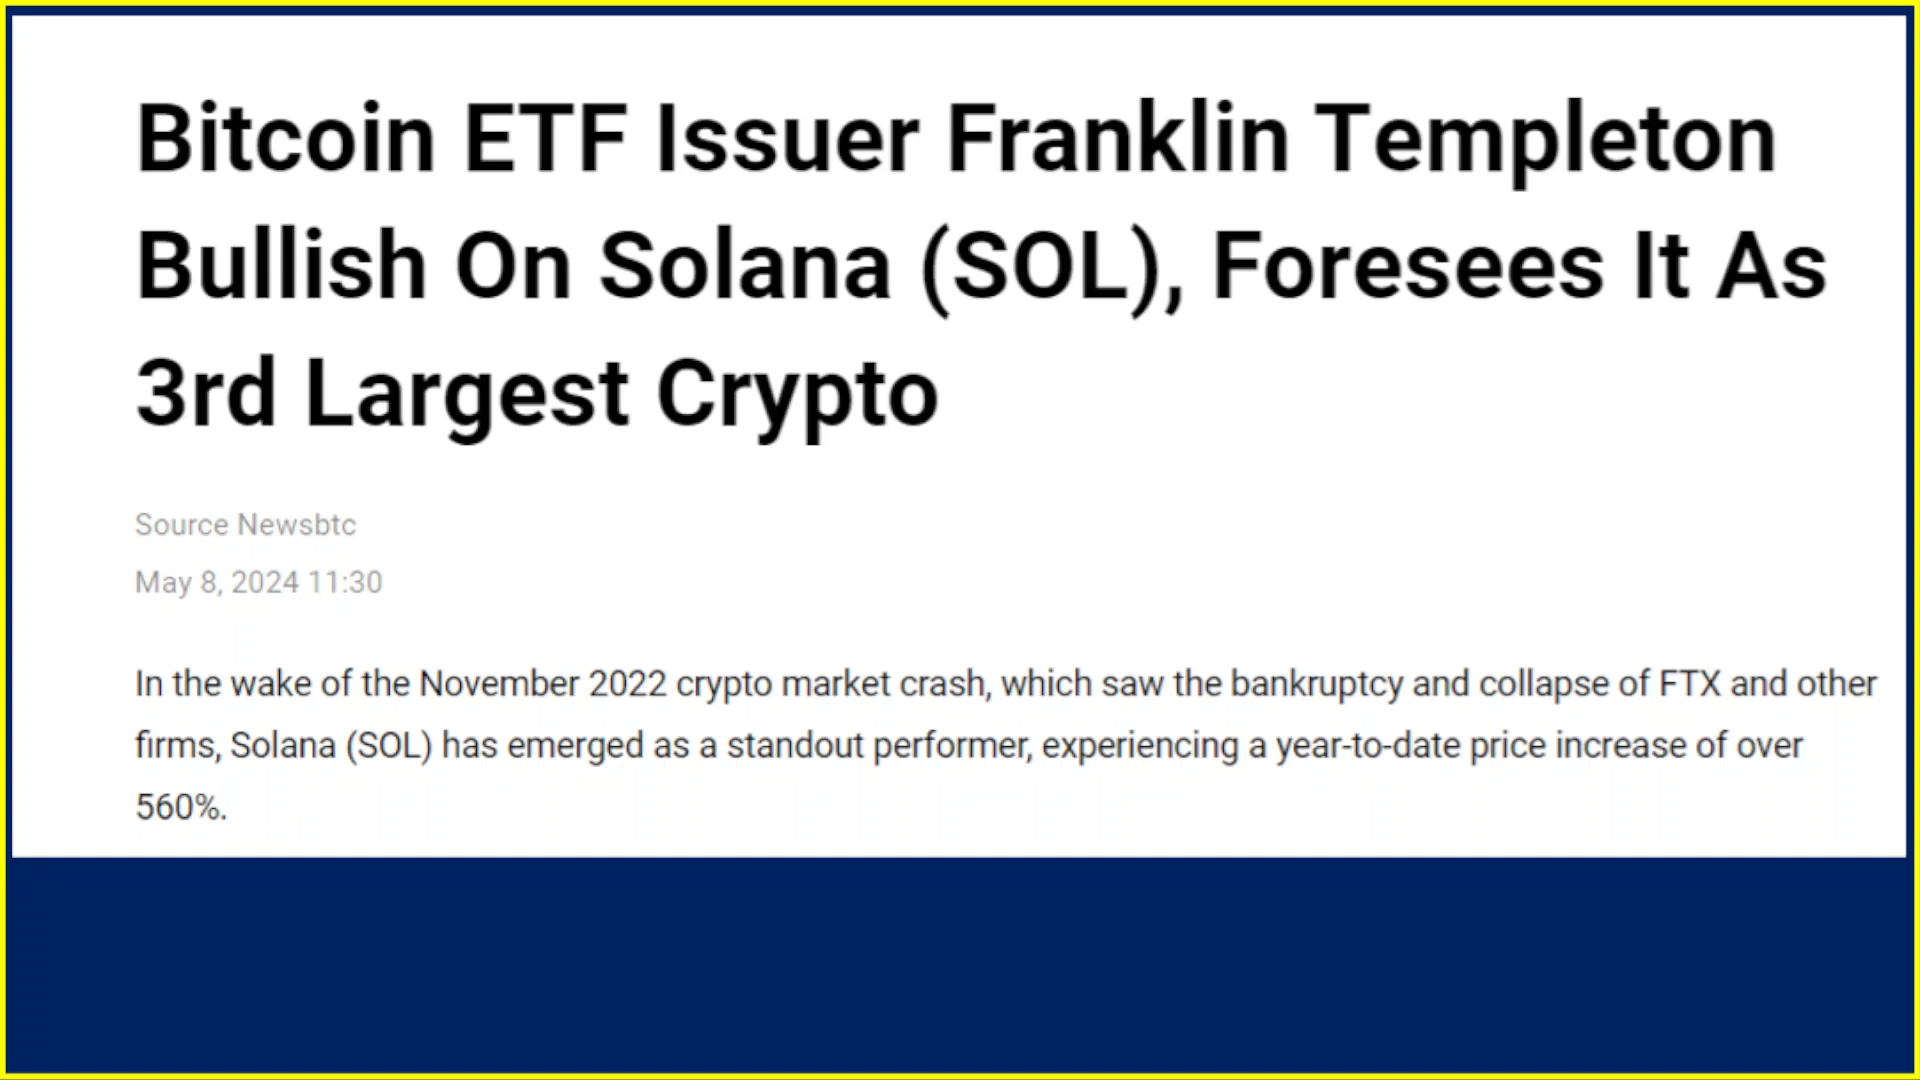 Bitcoin ETF Issuer Franklin Templeton
Bullish On Solana (SOL), Foresees It As
3rd Largest Crypto
Source Newsbtc
May 8, 2024 11:30
In the wake of the November 2022 crypto market crash, which saw the bankruptcy and collapse of FTX and other
firms, Solana (SOL) has emerged as a standout performer, experiencing a year-to-date price increase of over
560%.